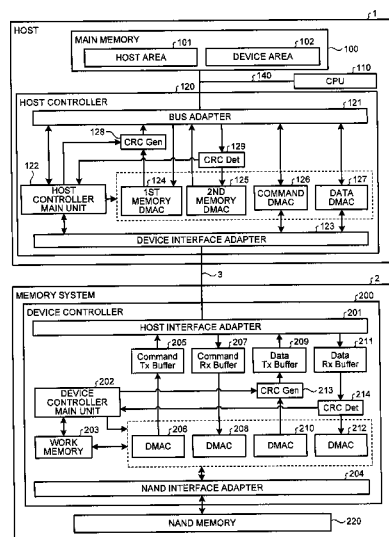 1
HOST
MAIN MEMORY
101
HOST AREA
102
DEVICE AREA
100
140
110
CPU
120
HOST CONTROLLER
121
BUS ADAPTER
128
CRC Gen
129
CRC Det
122
HOST CONTROLLER MAIN UNIT
124
1ST MEMORY DMAC
125
2ND MEMORY DMAC
126
COMMAND DMAC
127
DATA DMAC
123
DEVICE INTERFACE ADAPTER
3
2
MEMORY SYSTEM
200
DEVICE CONTROLLER
201
HOST INTERFACE ADAPTER
205
Command Tx Buffer
207
Command Rx Buffer
209
Data Tx Buffer
211
Data Rx Buffer
202
DEVICE CONTROLLER MAIN UNIT
CRC Gen
213
214
CRC Det
203
WORK MEMORY
206
DMAC
208
DMAC
210
DMAC
212
DMAC
204
NAND INTERFACE ADAPTER
NAND MEMORY
220